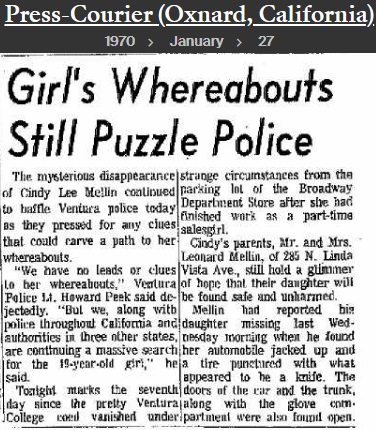 Press-Courier (Oxnard, California)
1970 › January › 27
Girl's Whereabouts
Still Puzzle Police
The mysterious disappearance
of Cindy Lee Mellin continued
to baffle Ventura police today
as they pressed for any clues
that could carve a path to her
whereabouts.
"We have no leads or clues
to her whereabouts," Ventura
Police Lt. Howard Peek said de-
jectedly. "But we, along with
police throughout California and
authorities in three other states,
are continuing a massive search
for the 19-year-old girl," he
said.
Tonight marks the seventh
day since the pretty Ventura
College coed vanished under
strange circumstances from the
parking lot of the Broadway
Department Store after she had
finished work as a part-time
salesgirl.
Cindy's parents, Mr. and Mrs.
Leonard Mellin, of 285 N. Linda
Vista Ave., still hold a glimmer
of hope that their daughter will
be found safe and unharmed.
Mellin had reported his
daughter missing last Wed-
nesday morning when he found
her automobile jacked up and
a tire punctured with what
appeared to be a knife. The
doors of the car and the trunk,
along with the glove com-
partment were also found open.